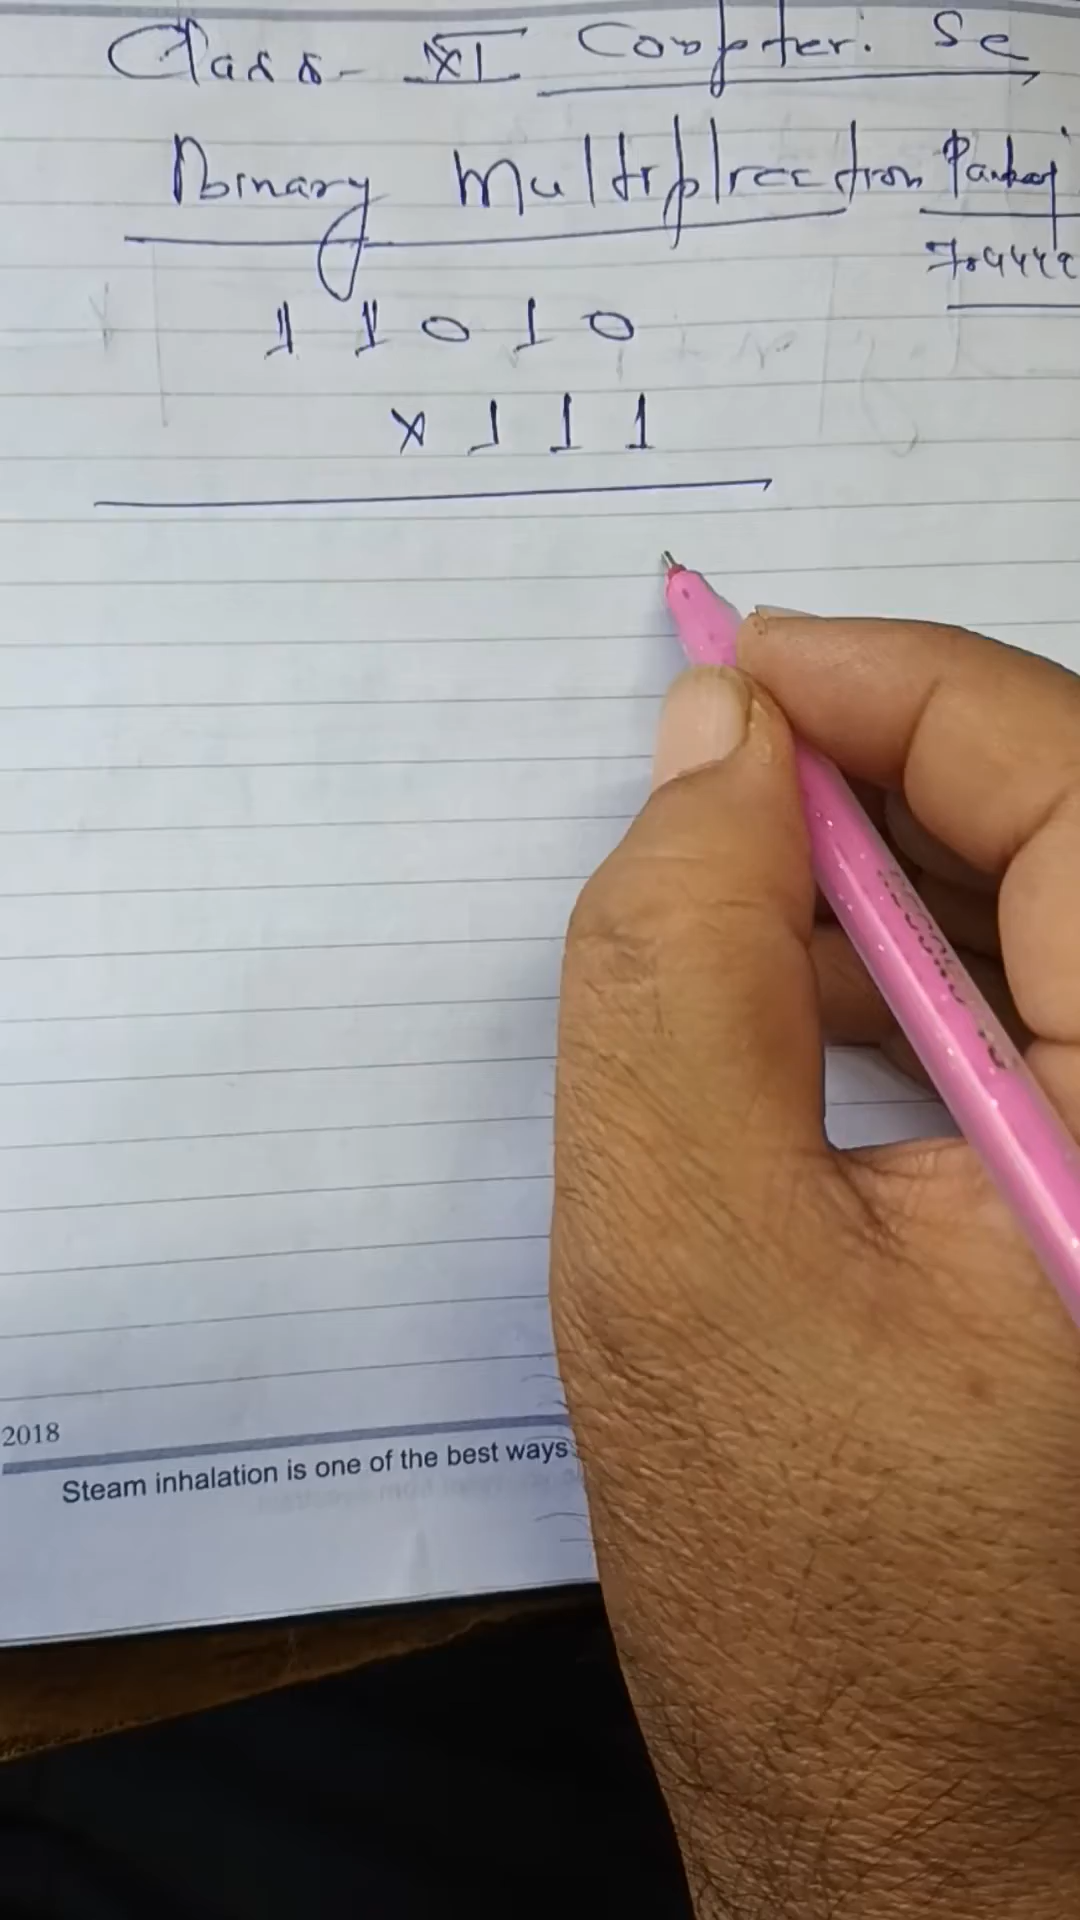 Class - XI Computer. Sc
Binary Multiplication Pankaj
1 1 0 1 0
x 1 1 1
2018
Steam inhalation is one of the best ways